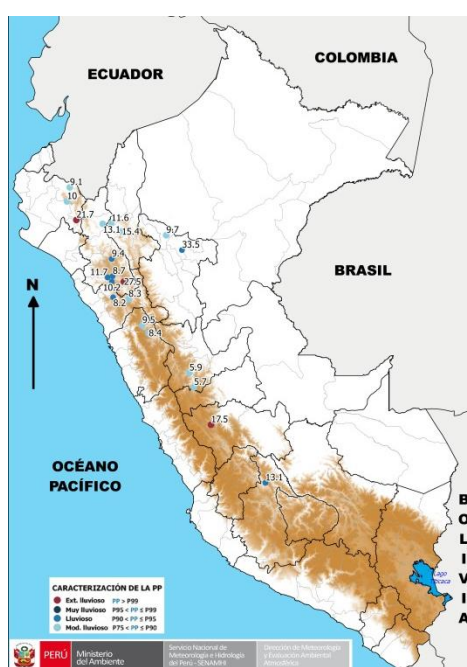 COLOMBIA
ECUADOR
9.1
10
21.7
11.6
13.1
15.4
9.7
33.5
9.4
BRASIL
11.7
8.7
27.5
8.3
8.2
N
9.5
8.4
5.9
5.7
17.5
OCÉANO
PACÍFICO
13.1
BOLIVIA
Lago
CARACTERIZACIÓN DE LA PP
Ext. lluvioso PP > P99
Muy lluvioso P95 < PP ≤ P99
Lluvioso P90 < PP ≤ P95
Mod. lluvioso P75 < PP ≤ P90
PERÚ
Ministerio
del Ambiente
Servicio Nacional de
Meteorología e Hidrología
del Perú - SENAMHI
Dirección de Meteorología
y Evaluación Ambiental
Atmosférica